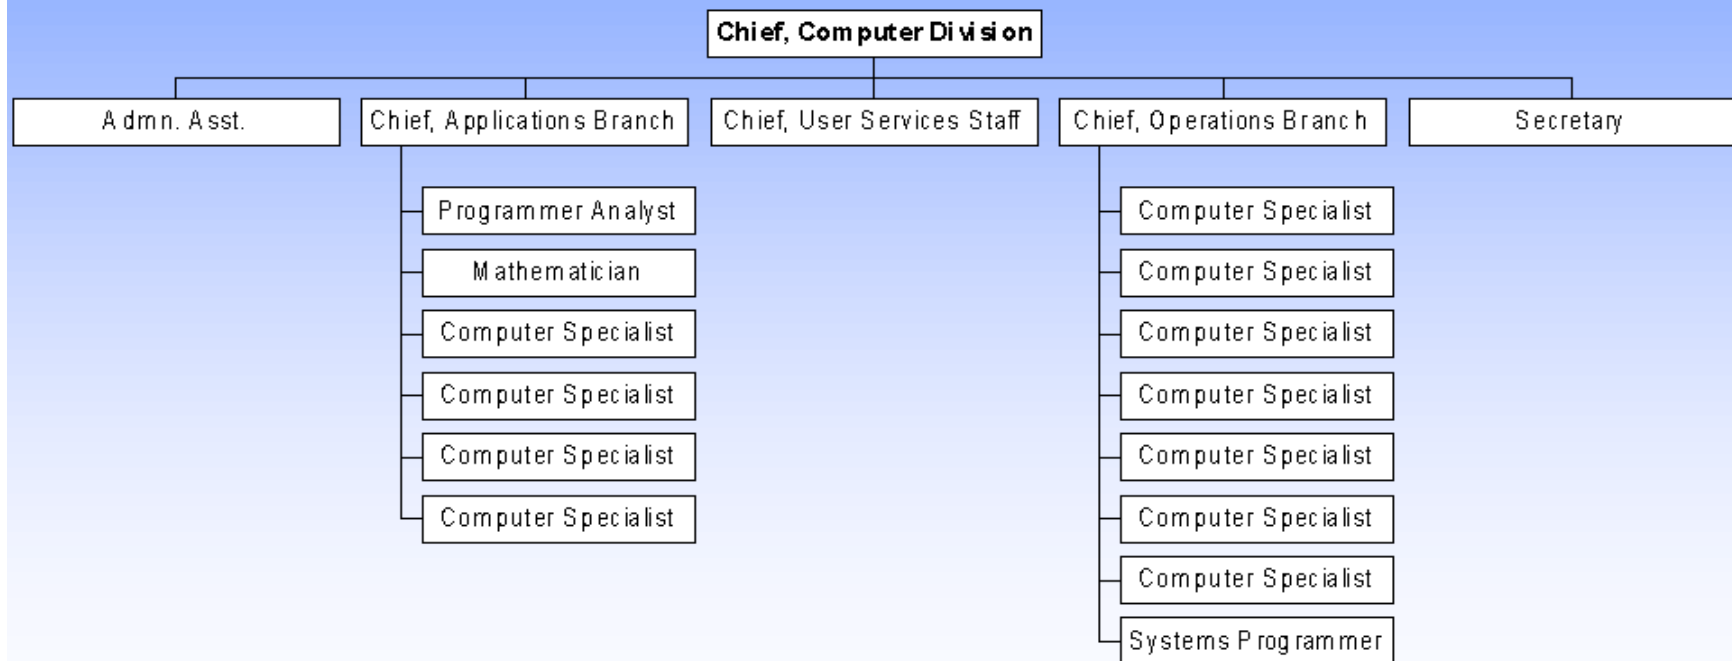 Chief, Computer Division
Admn. Asst.
Chief, Applications Branch
Chief, User Services Staff
Chief, Operations Branch
Secretary
Programmer Analyst
Mathematician
Computer Specialist
Computer Specialist
Computer Specialist
Computer Specialist
Computer Specialist
Computer Specialist
Computer Specialist
Computer Specialist
Computer Specialist
Computer Specialist
Computer Specialist
Systems Programmer